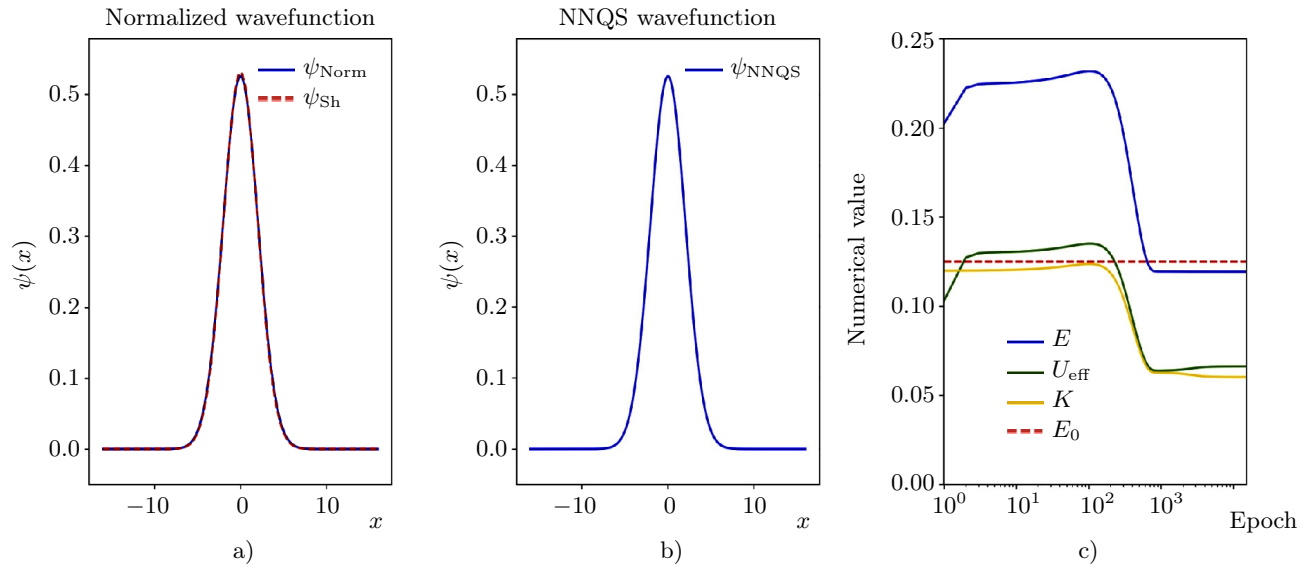 Normalized wavefunction
ψ(x)
0.5
0.4
0.3
0.2
0.1
0.0
ψNorm
ψSh
−10
0
10
x
a)
NNQS wavefunction
ψ(x)
0.5
0.4
0.3
0.2
0.1
0.0
ψNNQS
−10
0
10
x
b)
Numerical value
0.25
0.20
0.15
0.10
0.05
0.00
E
Ueff
K
E0
10^0
10^1
10^2
10^3
Epoch
c)